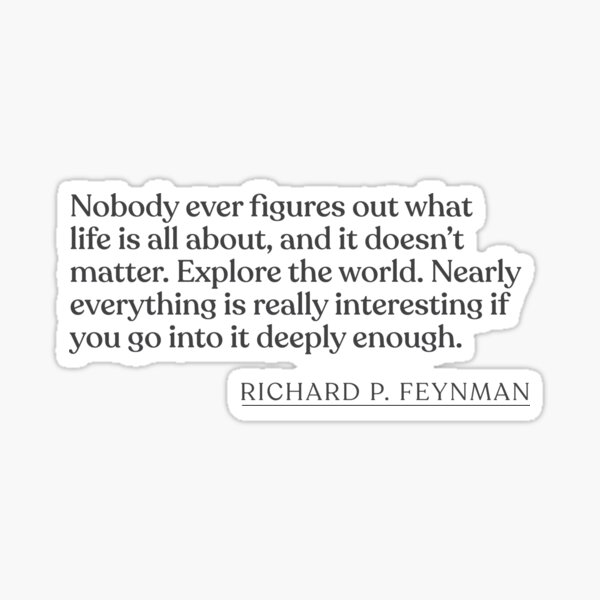 Nobody ever figures out what
life is all about, and it doesn’t
matter. Explore the world. Nearly
everything is really interesting if
you go into it deeply enough.
RICHARD P. FEYNMAN